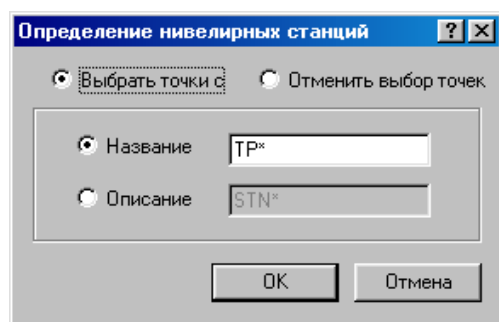 Определение нивелирных станций ? ×
Выбрать точки с Отменить выбор точек
Название TP*
Описание STN*
OK Отмена